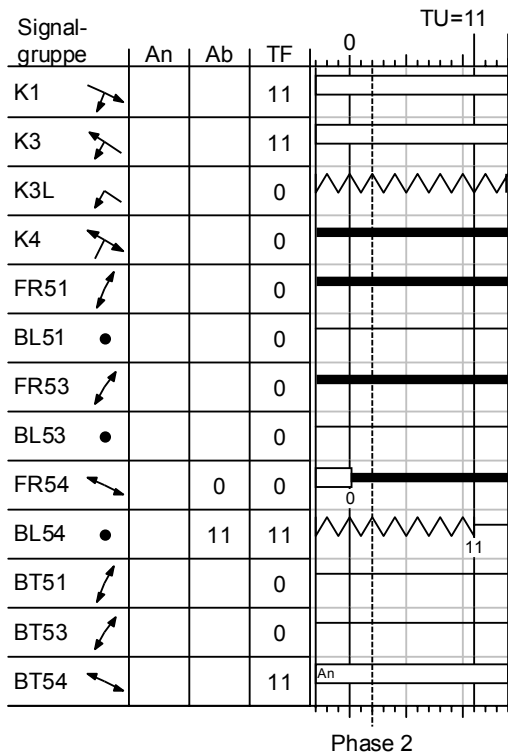 TU=11
Signal-
gruppe An Ab TF 0
K1 11
K3 11
K3L 0
K4 0
FR51 0
BL51 0
FR53 0
BL53 0
FR54 0 0 0
BL54 11 11 11
BT51 0
BT53 0
BT54 11 An
Phase 2